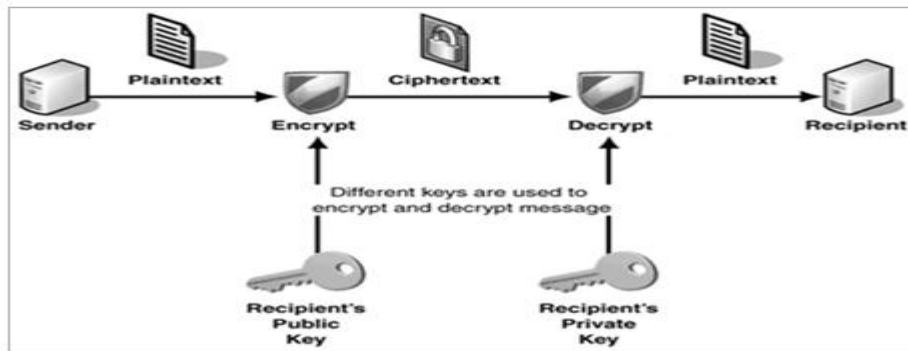 Plaintext
Ciphertext
Plaintext
Sender
Encrypt
Decrypt
Recipient
Different keys are used to
encrypt and decrypt message
Recipient's
Public
Key
Recipient's
Private
Key